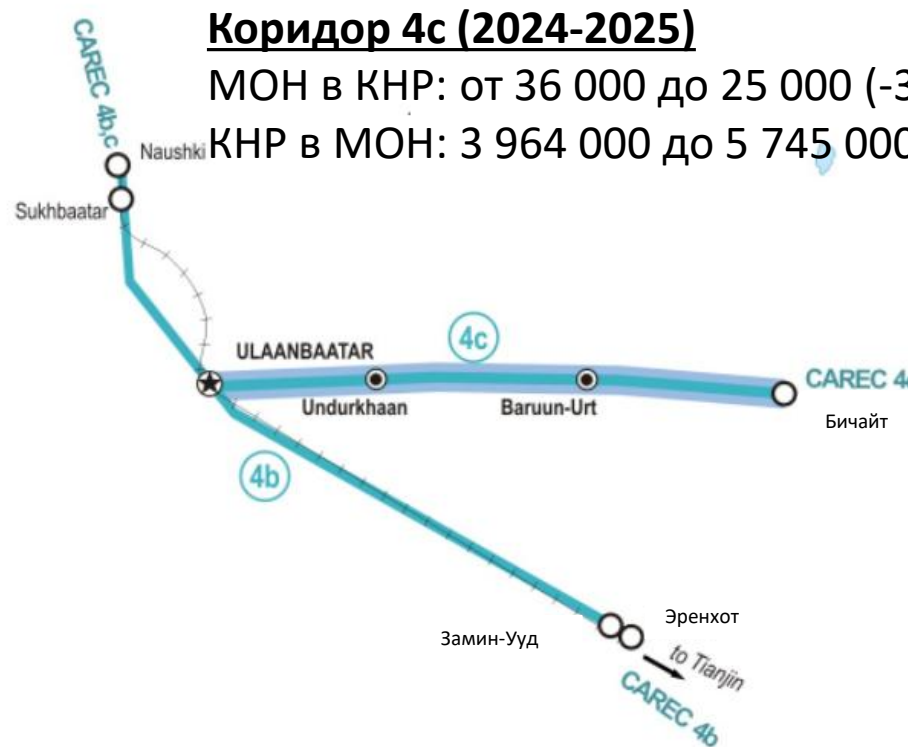 Коридор 4с (2024-2025)
МОН в КНР: от 36 000 до 25 000 (-3
КНР в МОН: 3 964 000 до 5 745 000
CAREC 4b,c
Naushki
Sukhbaatar
4c
ULAANBAATAR
CAREC 4
Undurkhaan
Baruun-Urt
Бичайт
4b
Эренхот
Замин-Ууд
to Tianjin
CAREC 4b